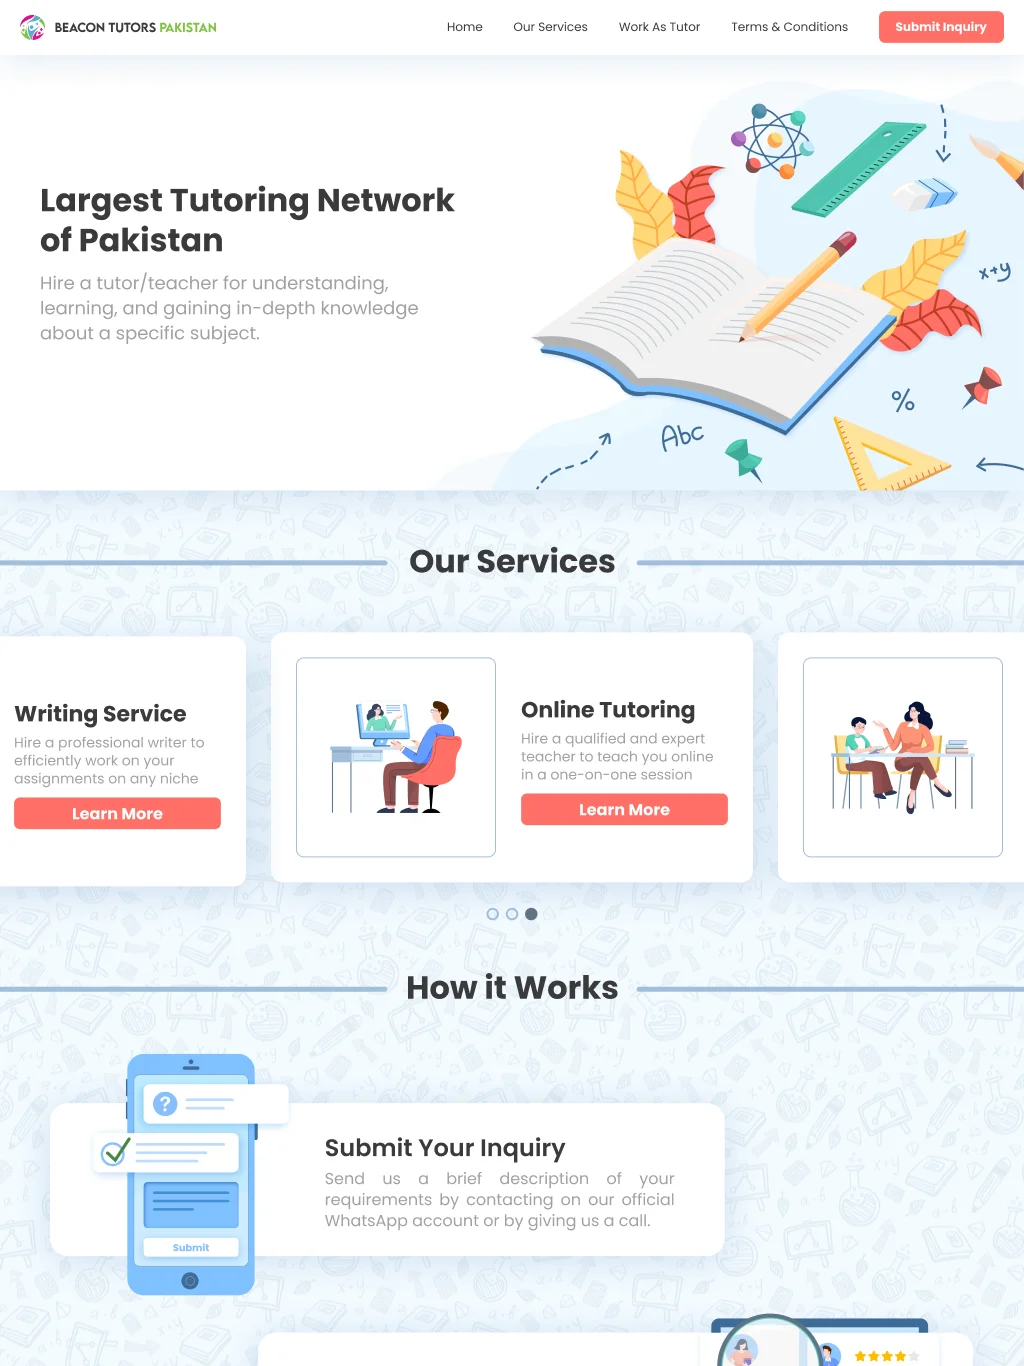 BEACON TUTORS PAKISTAN
Home
Our Services
Work As Tutor
Terms & Conditions
Submit Inquiry
Largest Tutoring Network
of Pakistan
Hire a tutor/teacher for understanding,
learning, and gaining in-depth knowledge
about a specific subject.
x+y
%
Abc
Our Services
Writing Service
Hire a professional writer to
efficiently work on your
assignments on any niche
Learn More
Online Tutoring
Hire a qualified and expert
teacher to teach you online
in a one-on-one session
Learn More
How it Works
?
Submit
Submit Your Inquiry
Send us a brief description of your
requirements by contacting on our official
WhatsApp account or by giving us a call.